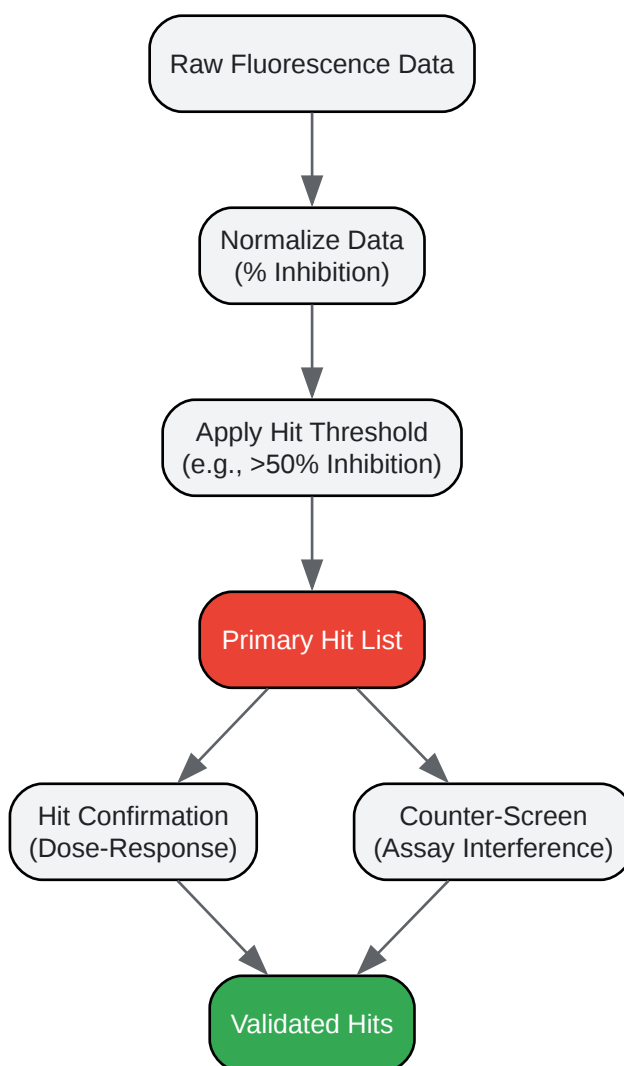 Raw Fluorescence Data
Normalize Data
(% Inhibition)
Apply Hit Threshold
(e.g., >50% Inhibition)
Primary Hit List
Hit Confirmation
(Dose-Response)
Counter-Screen
(Assay Interference)
Validated Hits